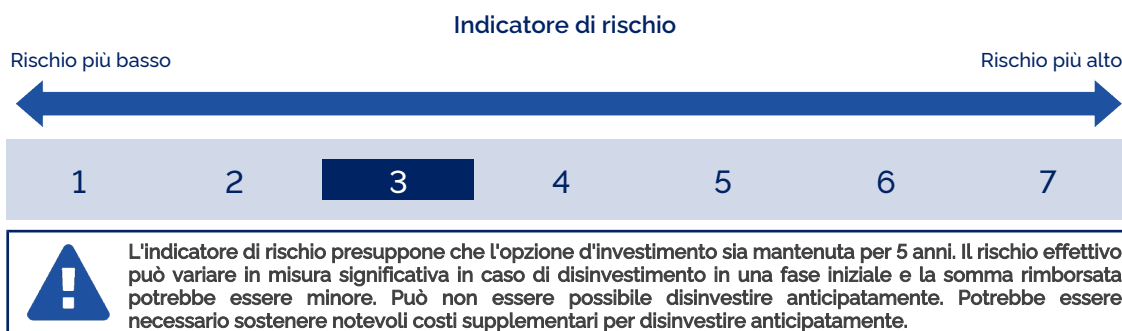 Indicatore di rischio
Rischio più basso
Rischio più alto
1 2 3 4 5 6 7
L'indicatore di rischio presuppone che l'opzione d'investimento sia mantenuta per 5 anni. Il rischio effettivo
può variare in misura significativa in caso di disinvestimento in una fase iniziale e la somma rimborsata
potrebbe essere minore. Può non essere possibile disinvestire anticipatamente. Potrebbe essere
necessario sostenere notevoli costi supplementari per disinvestire anticipatamente.